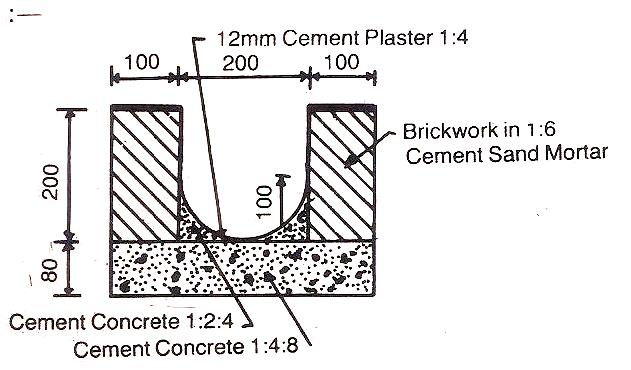 :—
12mm Cement Plaster 1:4
100 200 100
Brickwork in 1:6
Cement Sand Mortar
200
100
80
Cement Concrete 1:2:4
Cement Concrete 1:4:8